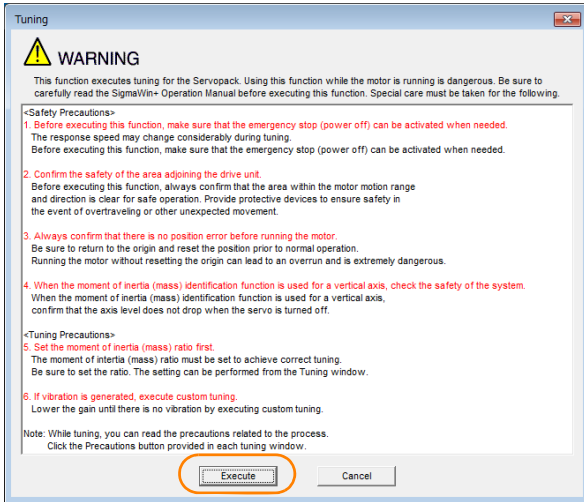 Tuning
WARNING
This function executes tuning for the Servopack. Using this function while the motor is running is dangerous. Be sure to
carefully read the SigmaWin+ Operation Manual before executing this function. Special care must be taken for the following.
<Safety Precautions>
1. Before executing this function, make sure that the emergency stop (power off) can be activated when needed.
The response speed may change considerably during tuning.
Before executing this function, make sure that the emergency stop (power off) can be activated when needed.
2. Confirm the safety of the area adjoining the drive unit.
Before executing this function, always confirm that the area within the motor motion range
and direction is clear for safe operation. Provide protective devices to ensure safety in
the event of overtraveling or other unexpected movement.
3. Always confirm that there is no position error before running the motor.
Be sure to return to the origin and reset the position prior to normal operation.
Running the motor without resetting the origin can lead to an overrun and is extremely dangerous.
4. When the moment of inertia (mass) identification function is used for a vertical axis, check the safety of the system.
When the moment of inertia (mass) identification function is used for a vertical axis,
confirm that the axis level does not drop when the servo is turned off.
<Tuning Precautions>
5. Set the moment of inertia (mass) ratio first.
The moment of intertia (mass) ratio must be set to achieve correct tuning.
Be sure to set the ratio. The setting can be performed from the Tuning window.
6. If vibration is generated, execute custom tuning.
Lower the gain until there is no vibration by executing custom tuning.
Note: While tuning, you can read the precautions related to the process.
Click the Precautions button provided in each tuning window.
Execute Cancel